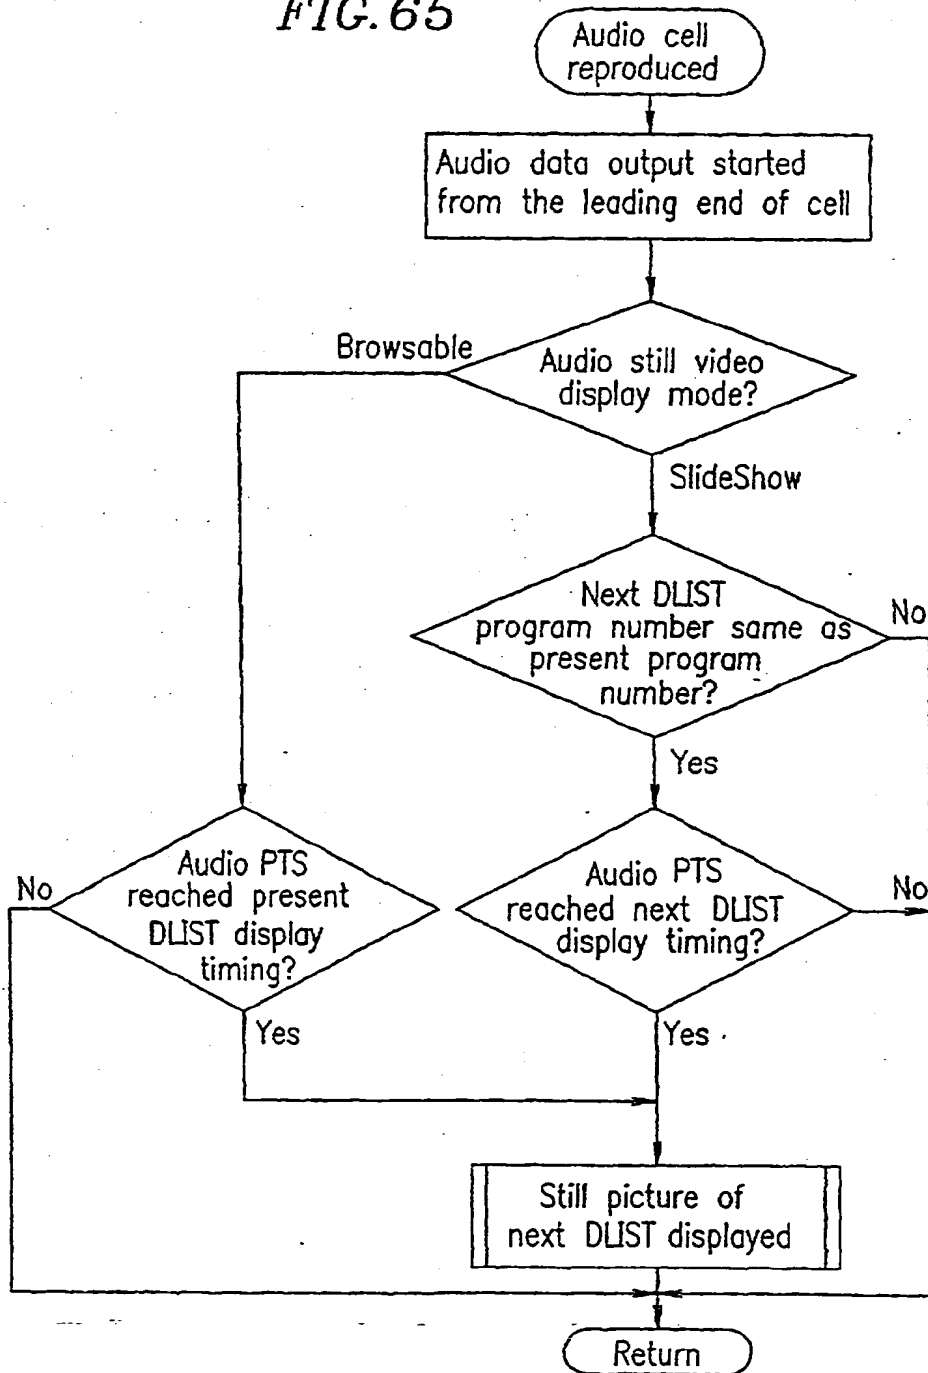 FIG. 65
Audio cell
reproduced
Audio data output started
from the leading end of cell
Browsable
Audio still video
display mode?
SlideShow
Next DLIST
program number same as
present program
number?
No
Yes
Audio PTS
reached present
DLIST display
timing?
No
Yes
Audio PTS
reached next DLIST
display timing?
No
Yes
Still picture of
next DLIST displayed
Return